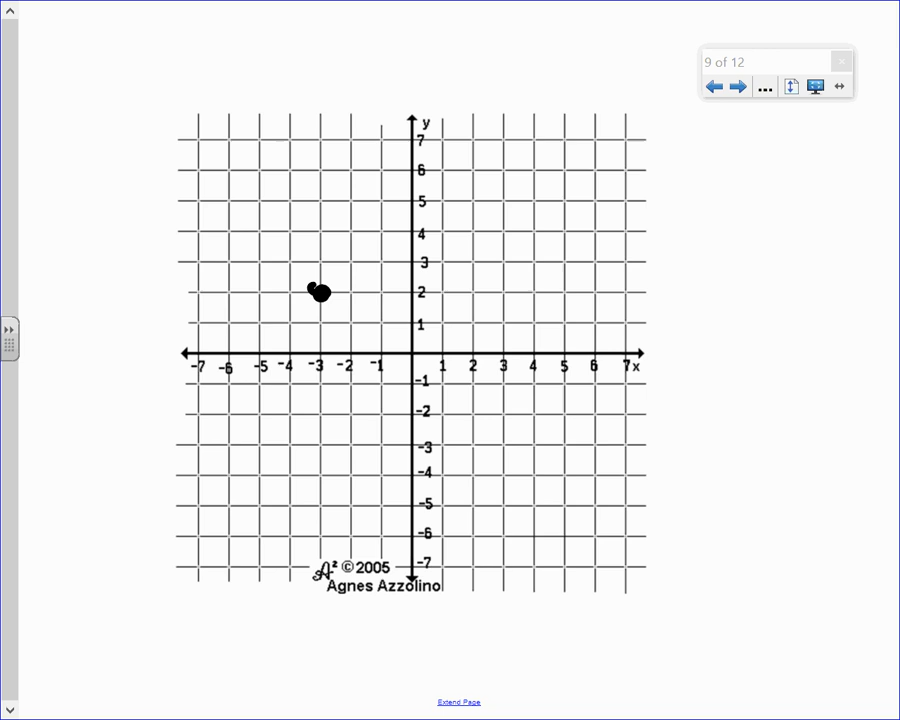 9 of 12
...
y
7
6
5
4
3
2
1
-7 -6 -5 -4 -3 -2 -1 1 2 3 4 5 6 7 x
-1
-2
-3
-4
-5
-6
-7
A² ©2005
Agnes Azzolino
Extend Page